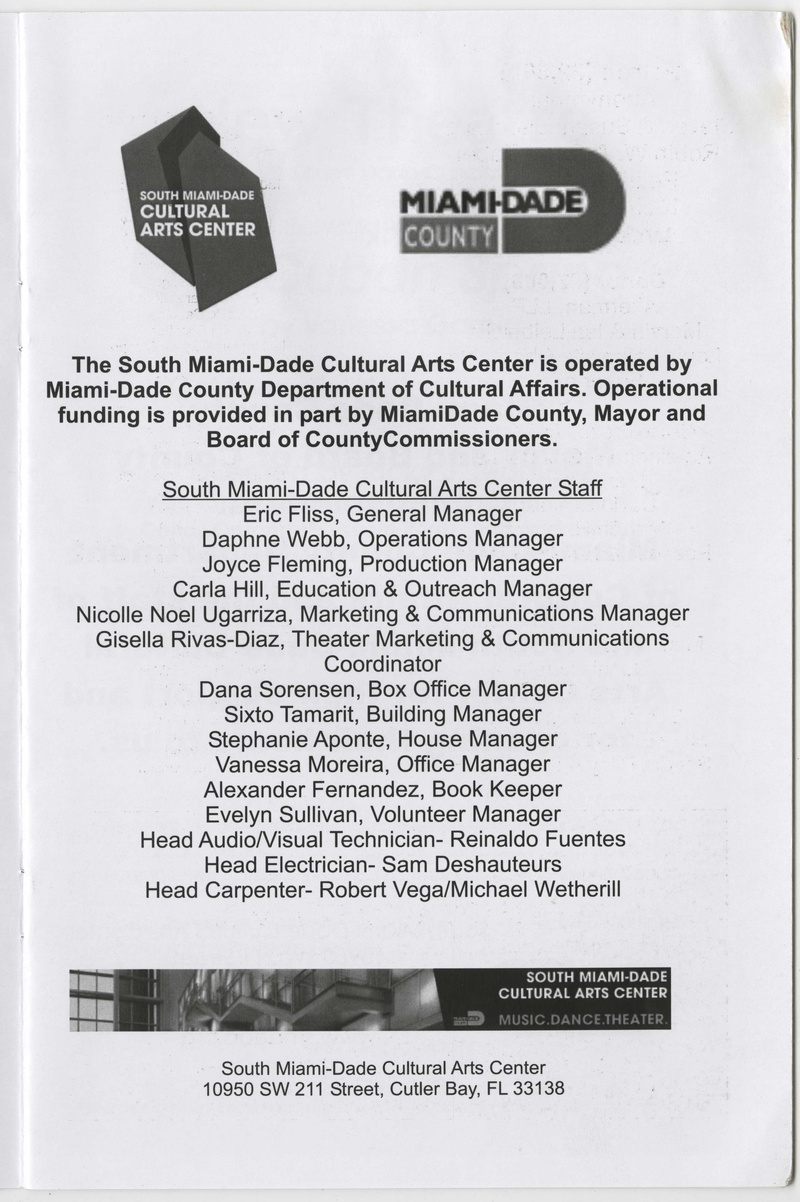 SOUTH MIAMI-DADE
CULTURAL
ARTS CENTER
MIAMI-DADE
COUNTY
The South Miami-Dade Cultural Arts Center is operated by
Miami-Dade County Department of Cultural Affairs. Operational
funding is provided in part by MiamiDade County, Mayor and
Board of CountyCommissioners.
South Miami-Dade Cultural Arts Center Staff
Eric Fliss, General Manager
Daphne Webb, Operations Manager
Joyce Fleming, Production Manager
Carla Hill, Education & Outreach Manager
Nicolle Noel Ugarriza, Marketing & Communications Manager
Gisella Rivas-Diaz, Theater Marketing & Communications
Coordinator
Dana Sorensen, Box Office Manager
Sixto Tamarit, Building Manager
Stephanie Aponte, House Manager
Vanessa Moreira, Office Manager
Alexander Fernandez, Book Keeper
Evelyn Sullivan, Volunteer Manager
Head Audio/Visual Technician- Reinaldo Fuentes
Head Electrician- Sam Deshauteurs
Head Carpenter- Robert Vega/Michael Wetherill
SOUTH MIAMI-DADE
CULTURAL ARTS CENTER
MUSIC.DANCE.THEATER.
South Miami-Dade Cultural Arts Center
10950 SW 211 Street, Cutler Bay, FL 33138